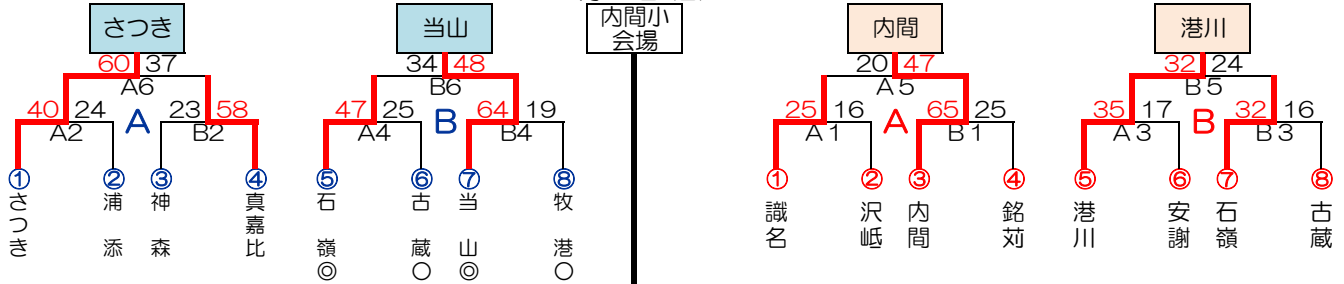 さつき
当山
内間小
会場
内間
港川
60 37
34 48
20 47
32 24
A6
B6
A5
B5
40 24
A
23 58
47 25
B
64 19
25 16
A
65 25
35 17
B
32 16
A2
B2
A4
B4
A1
B1
A3
B3
① ② ③ ④ ⑤ ⑥ ⑦ ⑧
① ② ③ ④ ⑤ ⑥ ⑦ ⑧
さつき
浦添
神森
真嘉比
石嶺◎
古蔵○
当山◎
牧港○
識名
沢岻
内間
銘苅
港川
安謝
石嶺
古蔵